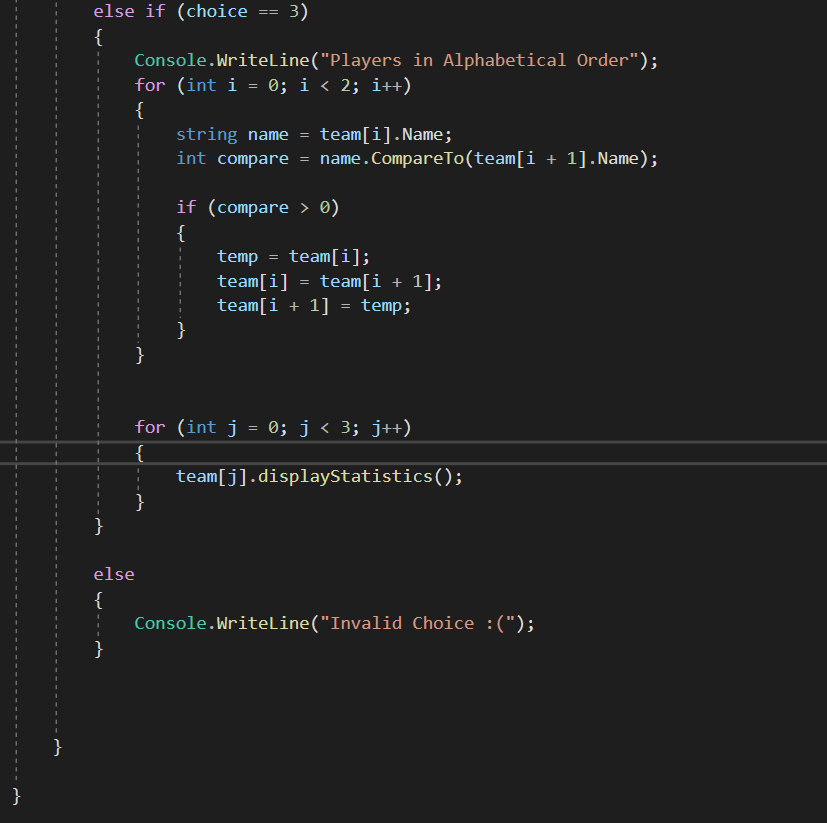 else if (choice == 3)
{
Console.WriteLine("Players in Alphabetical Order");
for (int i = 0; i < 2; i++)
{
string name = team[i].Name;
int compare = name.CompareTo(team[i + 1].Name);
if (compare > 0)
{
temp = team[i];
team[i] = team[i + 1];
team[i + 1] = temp;
}
}
for (int j = 0; j < 3; j++)
{
team[j].displayStatistics();
}
}
else
{
Console.WriteLine("Invalid Choice :(");
}
}
}